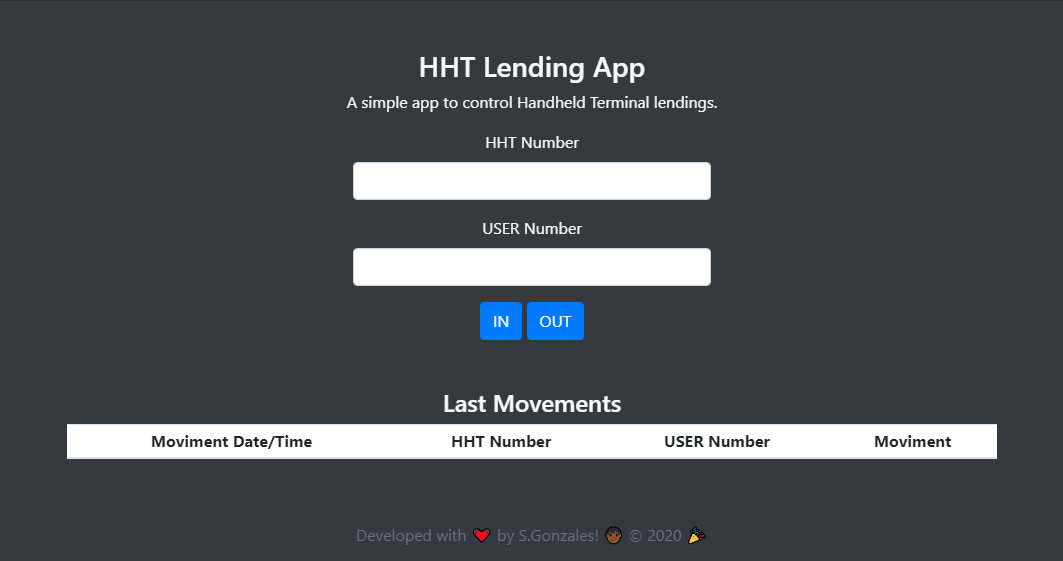 HHT Lending App
A simple app to control Handheld Terminal lendings.
HHT Number
USER Number
IN OUT
Last Movements
Moviment Date/Time HHT Number USER Number Moviment
Developed with ❤️ by S.Gonzales! 👨🏾‍🦱 © 2020 🎉